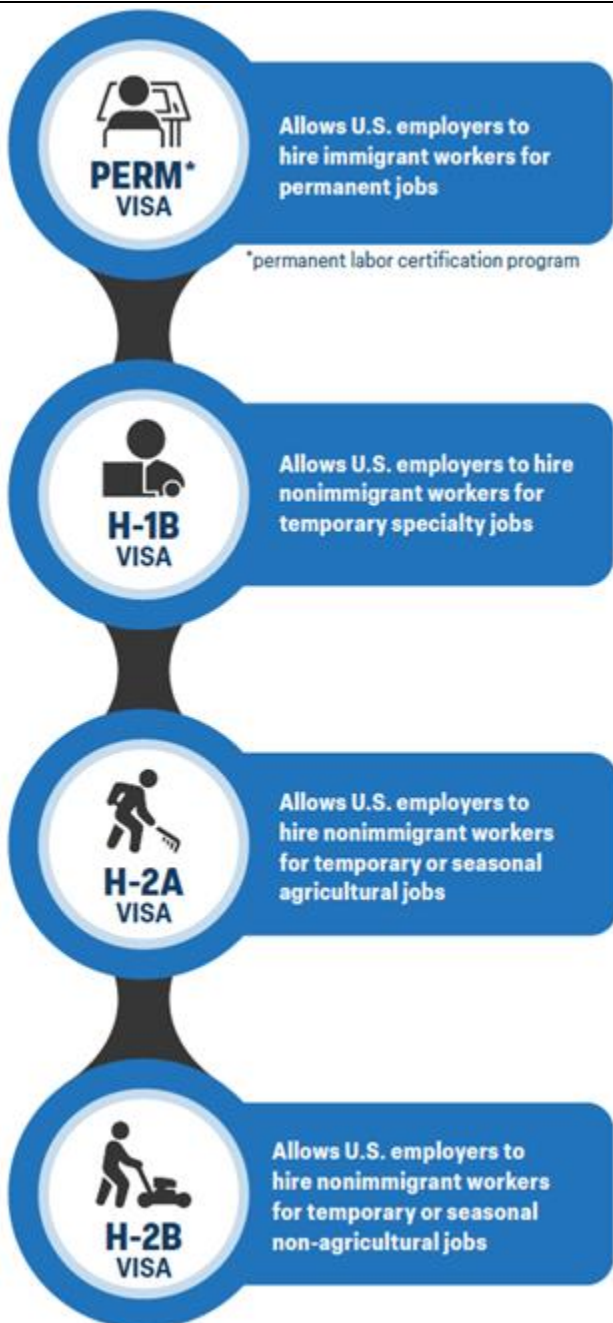 PERM*
VISA
Allows U.S. employers to
hire immigrant workers for
permanent jobs
*permanent labor certification program
H-1B
VISA
Allows U.S. employers to hire
nonimmigrant workers for
temporary specialty jobs
H-2A
VISA
Allows U.S. employers to
hire nonimmigrant workers
for temporary or seasonal
agricultural jobs
H-2B
VISA
Allows U.S. employers to
hire nonimmigrant workers
for temporary or seasonal
non-agricultural jobs